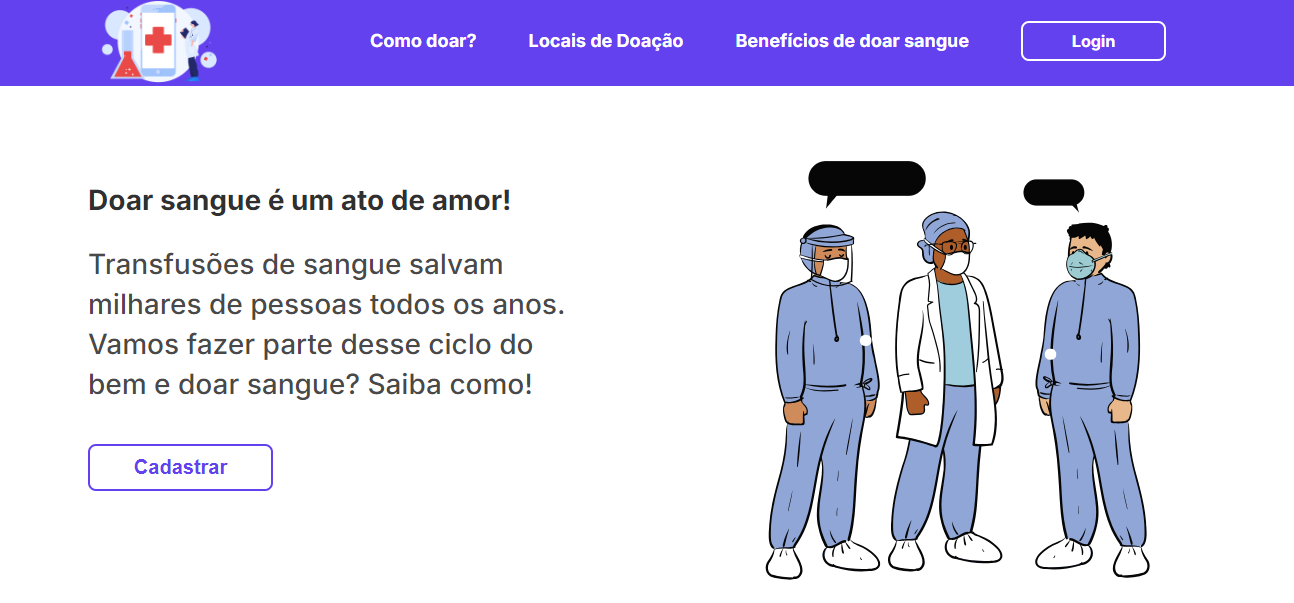 Como doar?
Locais de Doação
Benefícios de doar sangue
Login
Doar sangue é um ato de amor!
Transfusões de sangue salvam
milhares de pessoas todos os anos.
Vamos fazer parte desse ciclo do
bem e doar sangue? Saiba como!
Cadastrar